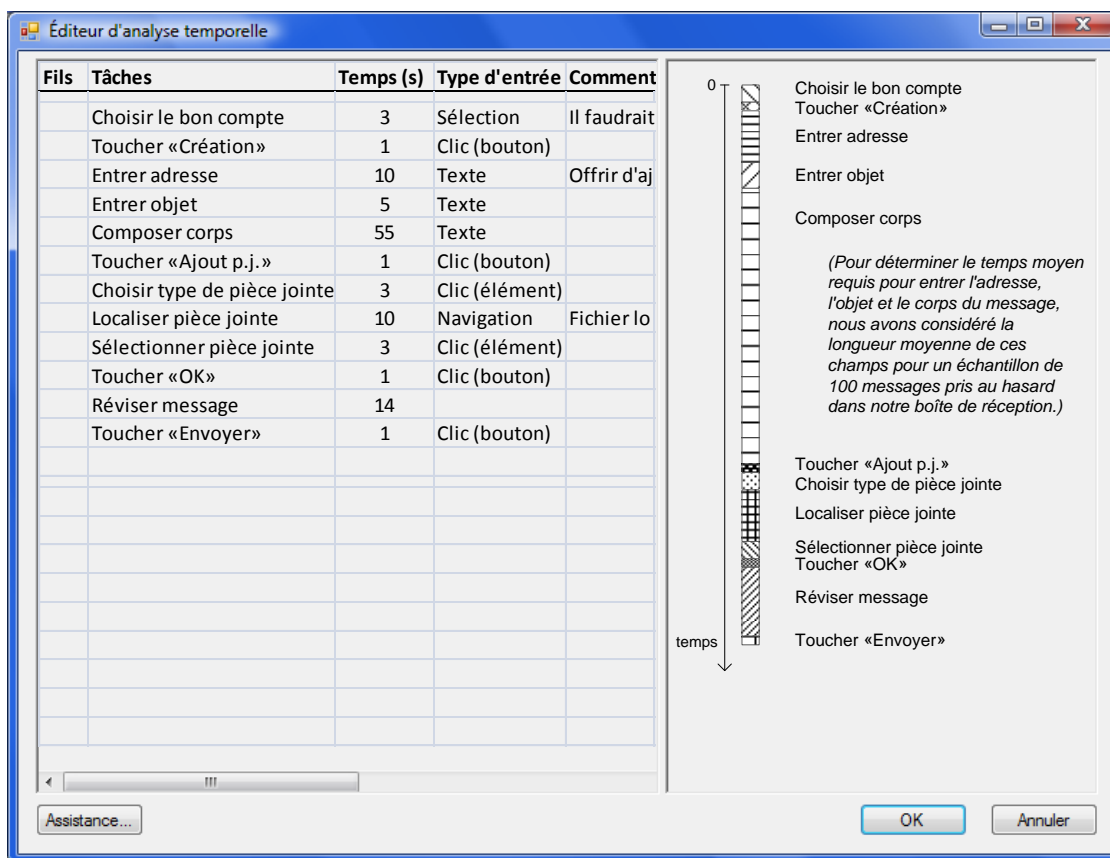 Éditeur d'analyse temporelle
Fils Tâches Temps (s) Type d'entrée Comment
Choisir le bon compte 3 Sélection Il faudrait
Toucher «Création» 1 Clic (bouton)
Entrer adresse 10 Texte Offrir d'aj
Entrer objet 5 Texte
Composer corps 55 Texte
Toucher «Ajout p.j.» 1 Clic (bouton)
Choisir type de pièce jointe 3 Clic (élément)
Localiser pièce jointe 10 Navigation Fichier lo
Sélectionner pièce jointe 3 Clic (élément)
Toucher «OK» 1 Clic (bouton)
Réviser message 14
Toucher «Envoyer» 1 Clic (bouton)
0
Choisir le bon compte
Toucher «Création»
Entrer adresse
Entrer objet
Composer corps
(Pour déterminer le temps moyen
requis pour entrer l'adresse,
l'objet et le corps du message,
nous avons considéré la
longueur moyenne de ces
champs pour un échantillon de
100 messages pris au hasard
dans notre boîte de réception.)
Toucher «Ajout p.j.»
Choisir type de pièce jointe
Localiser pièce jointe
Sélectionner pièce jointe
Toucher «OK»
Réviser message
temps
Toucher «Envoyer»
Assistance...
OK
Annuler